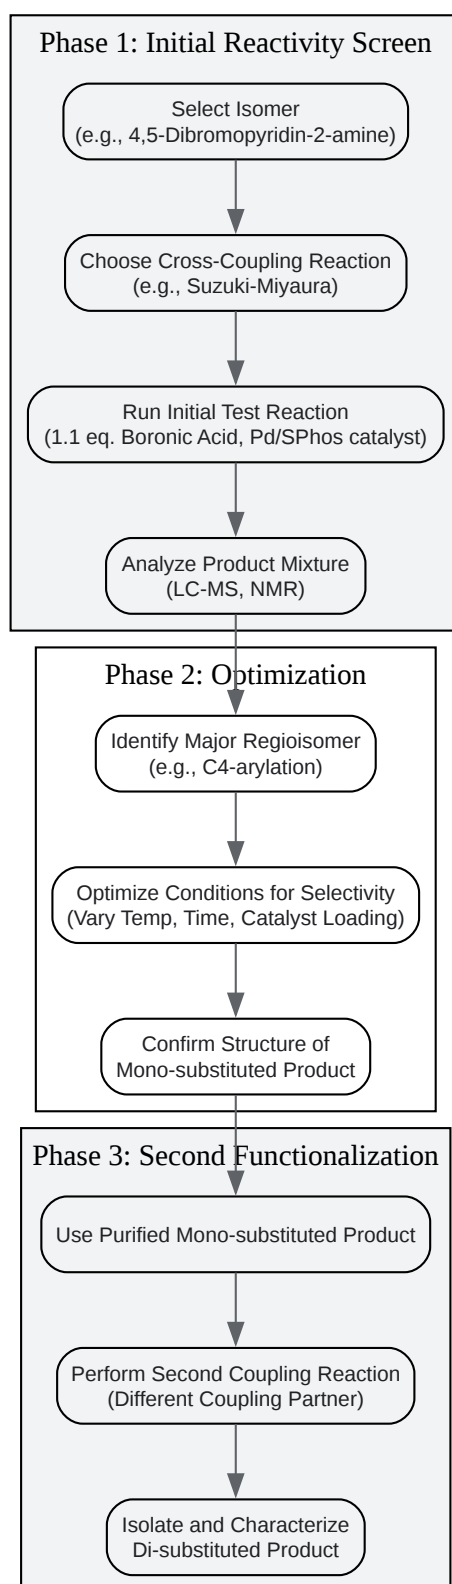 Phase 1: Initial Reactivity Screen
Select Isomer
(e.g., 4,5-Dibromopyridin-2-amine)
Choose Cross-Coupling Reaction
(e.g., Suzuki-Miyaura)
Run Initial Test Reaction
(1.1 eq. Boronic Acid, Pd/SPhos catalyst)
Analyze Product Mixture
(LC-MS, NMR)
Phase 2: Optimization
Identify Major Regioisomer
(e.g., C4-arylation)
Optimize Conditions for Selectivity
(Vary Temp, Time, Catalyst Loading)
Confirm Structure of
Mono-substituted Product
Phase 3: Second Functionalization
Use Purified Mono-substituted Product
Perform Second Coupling Reaction
(Different Coupling Partner)
Isolate and Characterize
Di-substituted Product